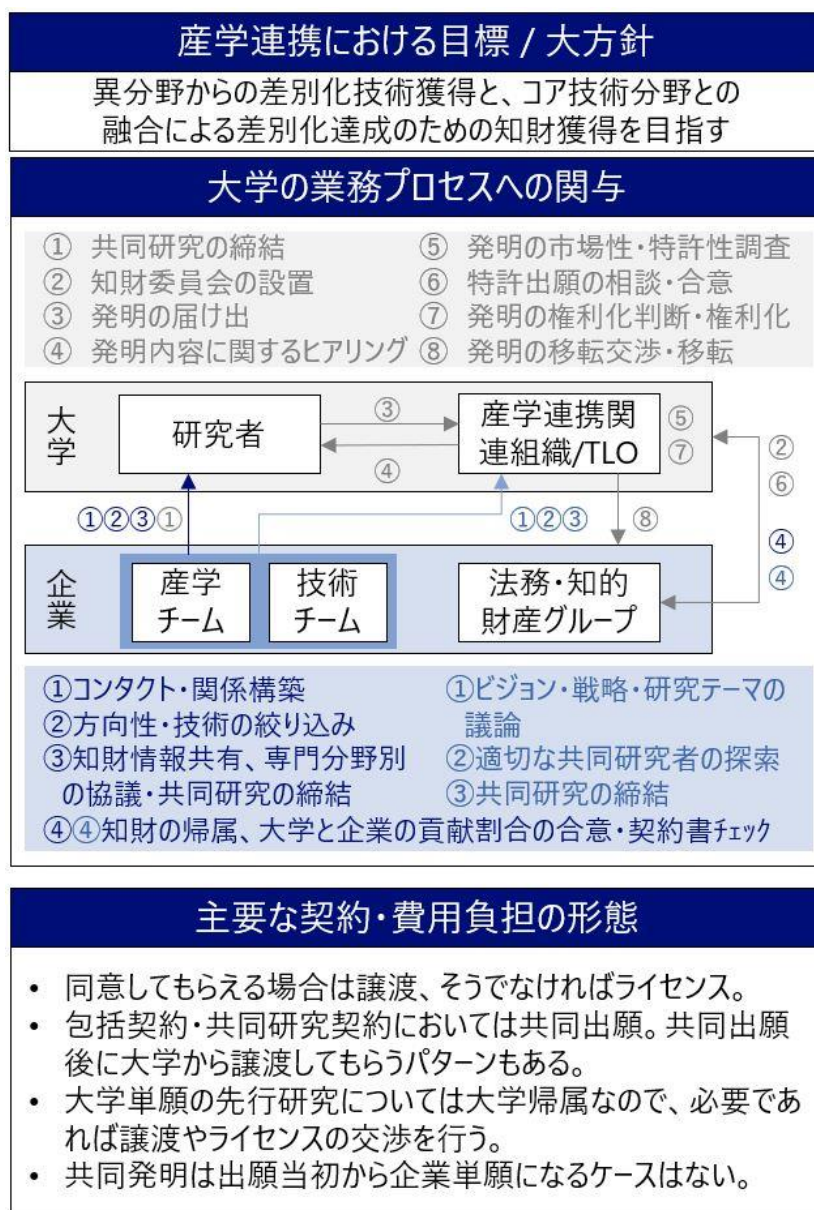 産学連携における目標 / 大方針
異分野からの差別化技術獲得と、コア技術分野との
融合による差別化達成のための知財獲得を目指す
大学の業務プロセスへの関与
① 共同研究の締結
② 知財委員会の設置
③ 発明の届け出
④ 発明内容に関するヒアリング
⑤ 発明の市場性・特許性調査
⑥ 特許出願の相談・合意
⑦ 発明の権利化判断・権利化
⑧ 発明の移転交渉・移転
大学
研究者
③
④
産学連携関
連組織/TLO
⑤
⑦
②
⑥
①②③①
①②③
⑧
④
④
企業
産学
チーム
技術
チーム
法務・知的
財産グループ
①コンタクト・関係構築
②方向性・技術の絞り込み
③知財情報共有、専門分野別
の協議・共同研究の締結
①ビジョン・戦略・研究テーマの
議論
②適切な共同研究者の探索
③共同研究の締結
④④知財の帰属、大学と企業の貢献割合の合意・契約書チェック
主要な契約・費用負担の形態
• 同意してもらえる場合は譲渡、そうでなければライセンス。
• 包括契約・共同研究契約においては共同出願。共同出願
後に大学から譲渡してもらうパターンもある。
• 大学単願の先行研究については大学帰属なので、必要であ
れば譲渡やライセンスの交渉を行う。
• 共同発明は出願当初から企業単願になるケースはない。